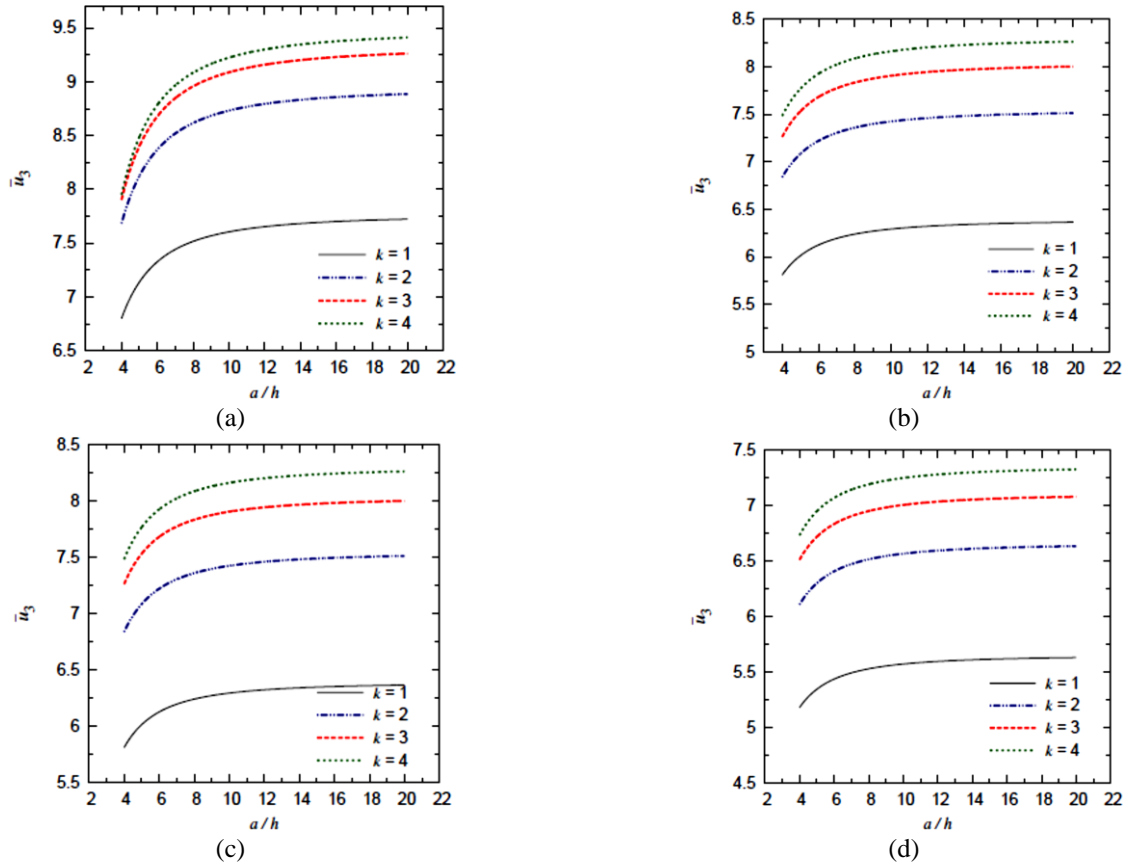 9.5
9
8.5
8
7.5
7
6.5
ū₃
k = 1
k = 2
k = 3
k = 4
2 4 6 8 10 12 14 16 18 20 22
a / h
(a)
8.5
8
7.5
7
6.5
6
5.5
5
ū₃
k = 1
k = 2
k = 3
k = 4
2 4 6 8 10 12 14 16 18 20 22
a / h
(b)
8.5
8
7.5
7
6.5
6
5.5
ū₃
k = 1
k = 2
k = 3
k = 4
2 4 6 8 10 12 14 16 18 20 22
a / h
(c)
7.5
7
6.5
6
5.5
5
4.5
ū₃
k = 1
k = 2
k = 3
k = 4
2 4 6 8 10 12 14 16 18 20 22
a / h
(d)